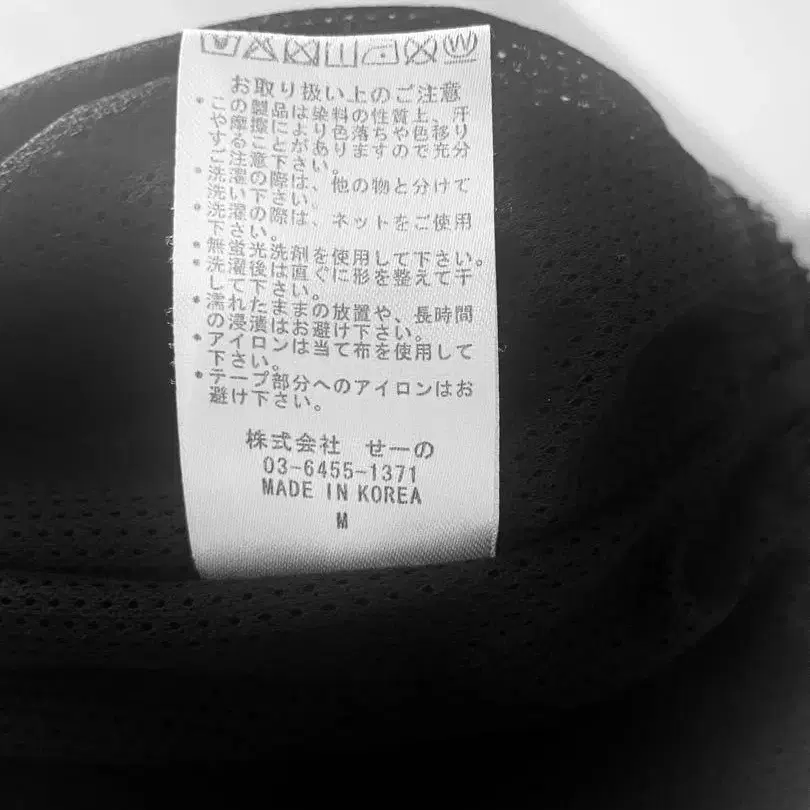 お取り扱い上のご注意
*この製品は染料の性質上、汗
や摩擦により色落ちや色移り
することがありますので充分
ご注意下さい。
*洗濯の際は、他の物と分けて
洗い下さい。
*洗濯の際は、ネットをご使用
下さい。
*無蛍光洗剤を使用して下さい。
*洗濯後は直ぐに形を整えて干
して下さい。
*濡れたままの放置や、長時間
の浸漬はお避け下さい。
*アイロンは当て布を使用して
下さい。
*テープ部分へのアイロンはお
避け下さい。
株式会社 せーの
03-6455-1371
MADE IN KOREA
M